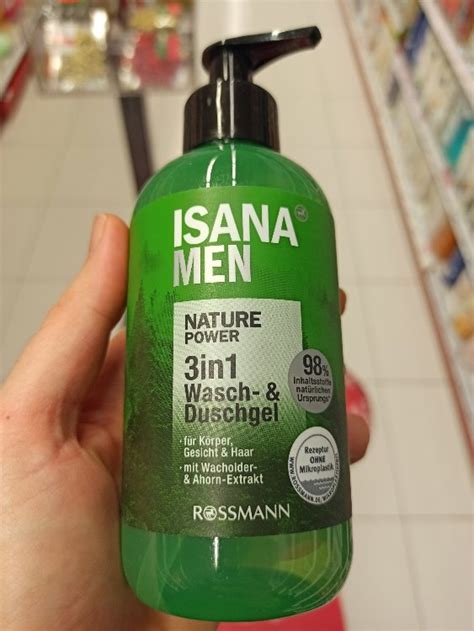 ISANA
MEN
NATURE
POWER
3in1
Wasch- &
Duschgel
· für Körper,
Gesicht & Haar
· mit Wacholder-
& Ahorn-Extrakt
98%
Inhaltsstoffe
natürlichen
Ursprungs*
Rezeptur
OHNE
Mikroplastik
ROSSMANN